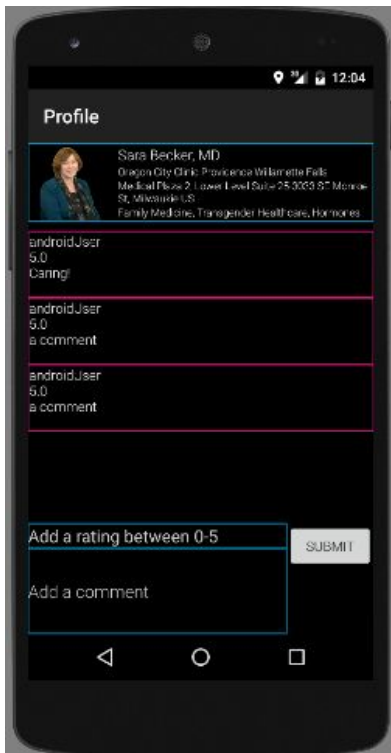 12:04
Profile
Sara Becker, MD
Oregon City Clinic Providence Willamette Falls
Medical Plaza 2, Lower Level Suite 25 3033 SE Monroe
St, Milwaukie US
Family Medicine, Transgender Healthcare, Hormones
androidUser
5.0
Caring!
androidUser
5.0
a comment
androidUser
5.0
a comment
Add a rating between 0-5
SUBMIT
Add a comment